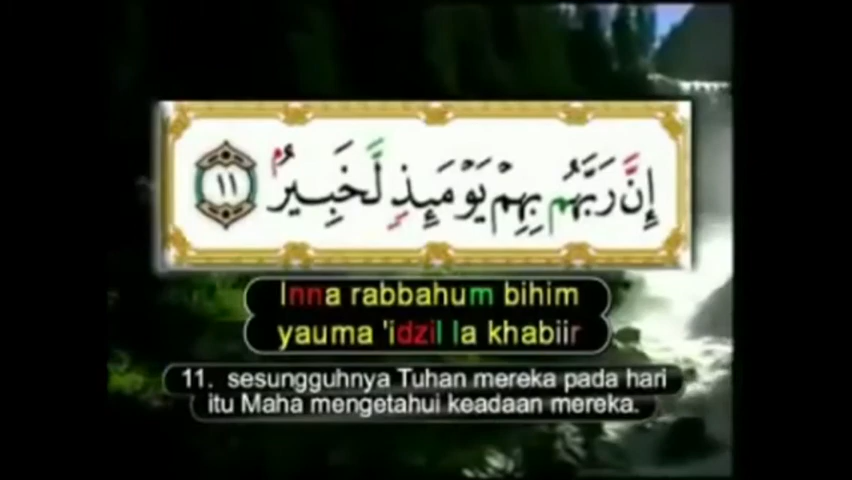 إِنَّ رَبَّهُم بِهِمْ يَوْمَئِذٍ لَّخَبِيرٌ ١١
Inna rabbahum bihim
yauma 'idzil la khabiir
11. sesungguhnya Tuhan mereka pada hari
itu Maha mengetahui keadaan mereka.